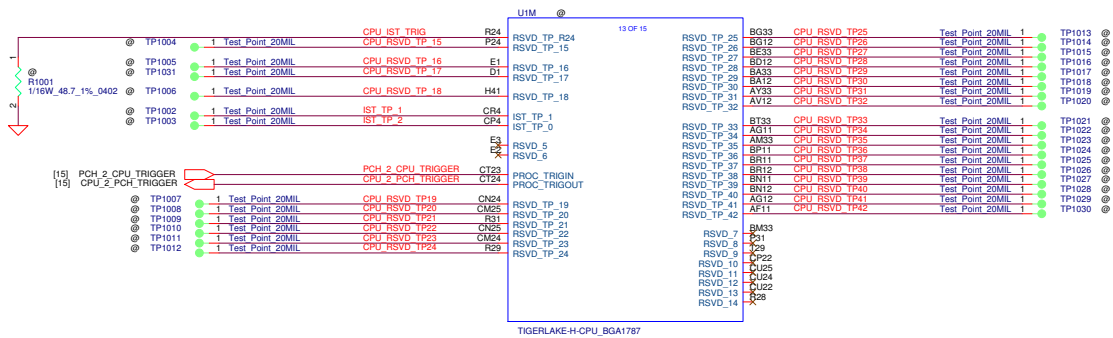 U1M @
13 OF 15
CPU_IST_TRIG R24 RSVD_TP_R24
@ TP1004 1 Test_Point_20MIL CPU_RSVD_TP_15 P24 RSVD_TP_15
@ TP1005 1 Test_Point_20MIL CPU_RSVD_TP_16 E1 RSVD_TP_16
@ TP1031 1 Test_Point_20MIL CPU_RSVD_TP_17 D1 RSVD_TP_17
@ TP1006 1 Test_Point_20MIL CPU_RSVD_TP_18 H41 RSVD_TP_18
@ TP1002 1 Test_Point_20MIL IST_TP_1 CR4 IST_TP_1
@ TP1003 1 Test_Point_20MIL IST_TP_2 CP4 IST_TP_0
1
@
R1001
1/16W_48.7_1%_0402
2
E3 RSVD_5
E2 RSVD_6
[15] PCH_2_CPU_TRIGGER PCH_2_CPU_TRIGGER CT23 PROC_TRIGIN
[15] CPU_2_PCH_TRIGGER CPU_2_PCH_TRIGGER CT24 PROC_TRIGOUT
@ TP1007 1 Test_Point_20MIL CPU_RSVD_TP19 CN24 RSVD_TP_19
@ TP1008 1 Test_Point_20MIL CPU_RSVD_TP20 CM25 RSVD_TP_20
@ TP1009 1 Test_Point_20MIL CPU_RSVD_TP21 R31 RSVD_TP_21
@ TP1010 1 Test_Point_20MIL CPU_RSVD_TP22 CN25 RSVD_TP_22
@ TP1011 1 Test_Point_20MIL CPU_RSVD_TP23 CM24 RSVD_TP_23
@ TP1012 1 Test_Point_20MIL CPU_RSVD_TP24 R29 RSVD_TP_24
RSVD_TP_25 BG33 CPU_RSVD_TP25 Test_Point_20MIL 1 TP1013 @
RSVD_TP_26 BG12 CPU_RSVD_TP26 Test_Point_20MIL 1 TP1014 @
RSVD_TP_27 BE33 CPU_RSVD_TP27 Test_Point_20MIL 1 TP1015 @
RSVD_TP_28 BD12 CPU_RSVD_TP28 Test_Point_20MIL 1 TP1016 @
RSVD_TP_29 BA33 CPU_RSVD_TP29 Test_Point_20MIL 1 TP1017 @
RSVD_TP_30 BA12 CPU_RSVD_TP30 Test_Point_20MIL 1 TP1018 @
RSVD_TP_31 AY33 CPU_RSVD_TP31 Test_Point_20MIL 1 TP1019 @
RSVD_TP_32 AV12 CPU_RSVD_TP32 Test_Point_20MIL 1 TP1020 @
RSVD_TP_33 BT33 CPU_RSVD_TP33 Test_Point_20MIL 1 TP1021 @
RSVD_TP_34 AG11 CPU_RSVD_TP34 Test_Point_20MIL 1 TP1022 @
RSVD_TP_35 AM33 CPU_RSVD_TP35 Test_Point_20MIL 1 TP1023 @
RSVD_TP_36 BP11 CPU_RSVD_TP36 Test_Point_20MIL 1 TP1024 @
RSVD_TP_37 BR11 CPU_RSVD_TP37 Test_Point_20MIL 1 TP1025 @
RSVD_TP_38 BR12 CPU_RSVD_TP38 Test_Point_20MIL 1 TP1026 @
RSVD_TP_39 BN11 CPU_RSVD_TP39 Test_Point_20MIL 1 TP1027 @
RSVD_TP_40 BN12 CPU_RSVD_TP40 Test_Point_20MIL 1 TP1028 @
RSVD_TP_41 AG12 CPU_RSVD_TP41 Test_Point_20MIL 1 TP1029 @
RSVD_TP_42 AF11 CPU_RSVD_TP42 Test_Point_20MIL 1 TP1030 @
RSVD_7 BM33
RSVD_8
RSVD_9
RSVD_10 CP22
RSVD_11 CU25
RSVD_12 CU24
RSVD_13 CU22
RSVD_14 R28
TIGERLAKE-H-CPU_BGA1787